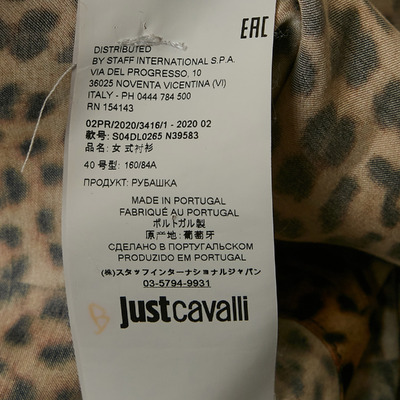 EAC
DISTRIBUTED
BY STAFF INTERNATIONAL S.P.A.
VIA DEL PROGRESSO, 10
36025 NOVENTA VICENTINA (VI)
ITALY - PH 0444 784 500
RN 154143
02PR/2020/3416/1 - 2020 02
款号: S04DL0265 N39583
品名: 女式衬衫
40 号型: 160/84A
ПРОДУКТ: РУБАШКА
MADE IN PORTUGAL
FABRIQUÉ AU PORTUGAL
ポルトガル製
原产地: 葡萄牙
СДЕЛАНО В ПОРТУГАЛЬСКОМ
PRODUZIDO EM PORTUGAL
(株)スタッフインターナショナルジャパン
03-5794-9931
B
justcavalli